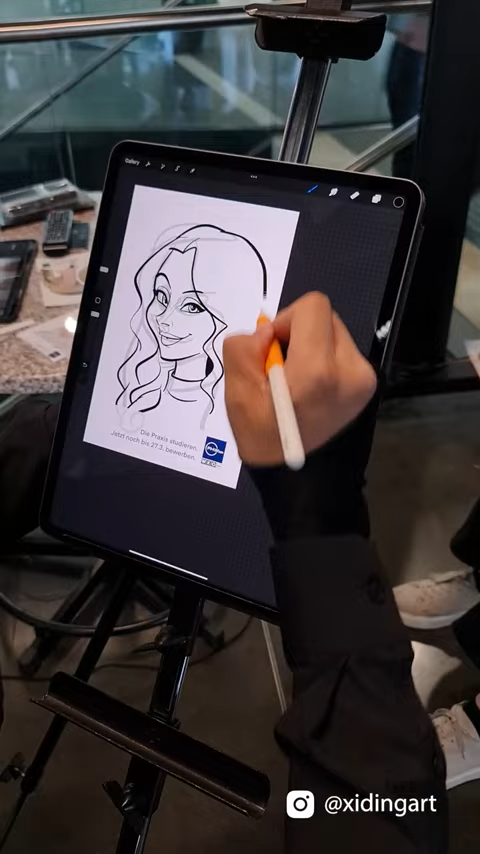 Gallery
Die Praxis studieren.
Jetzt noch bis 27.3. bewerben.
@xidingart